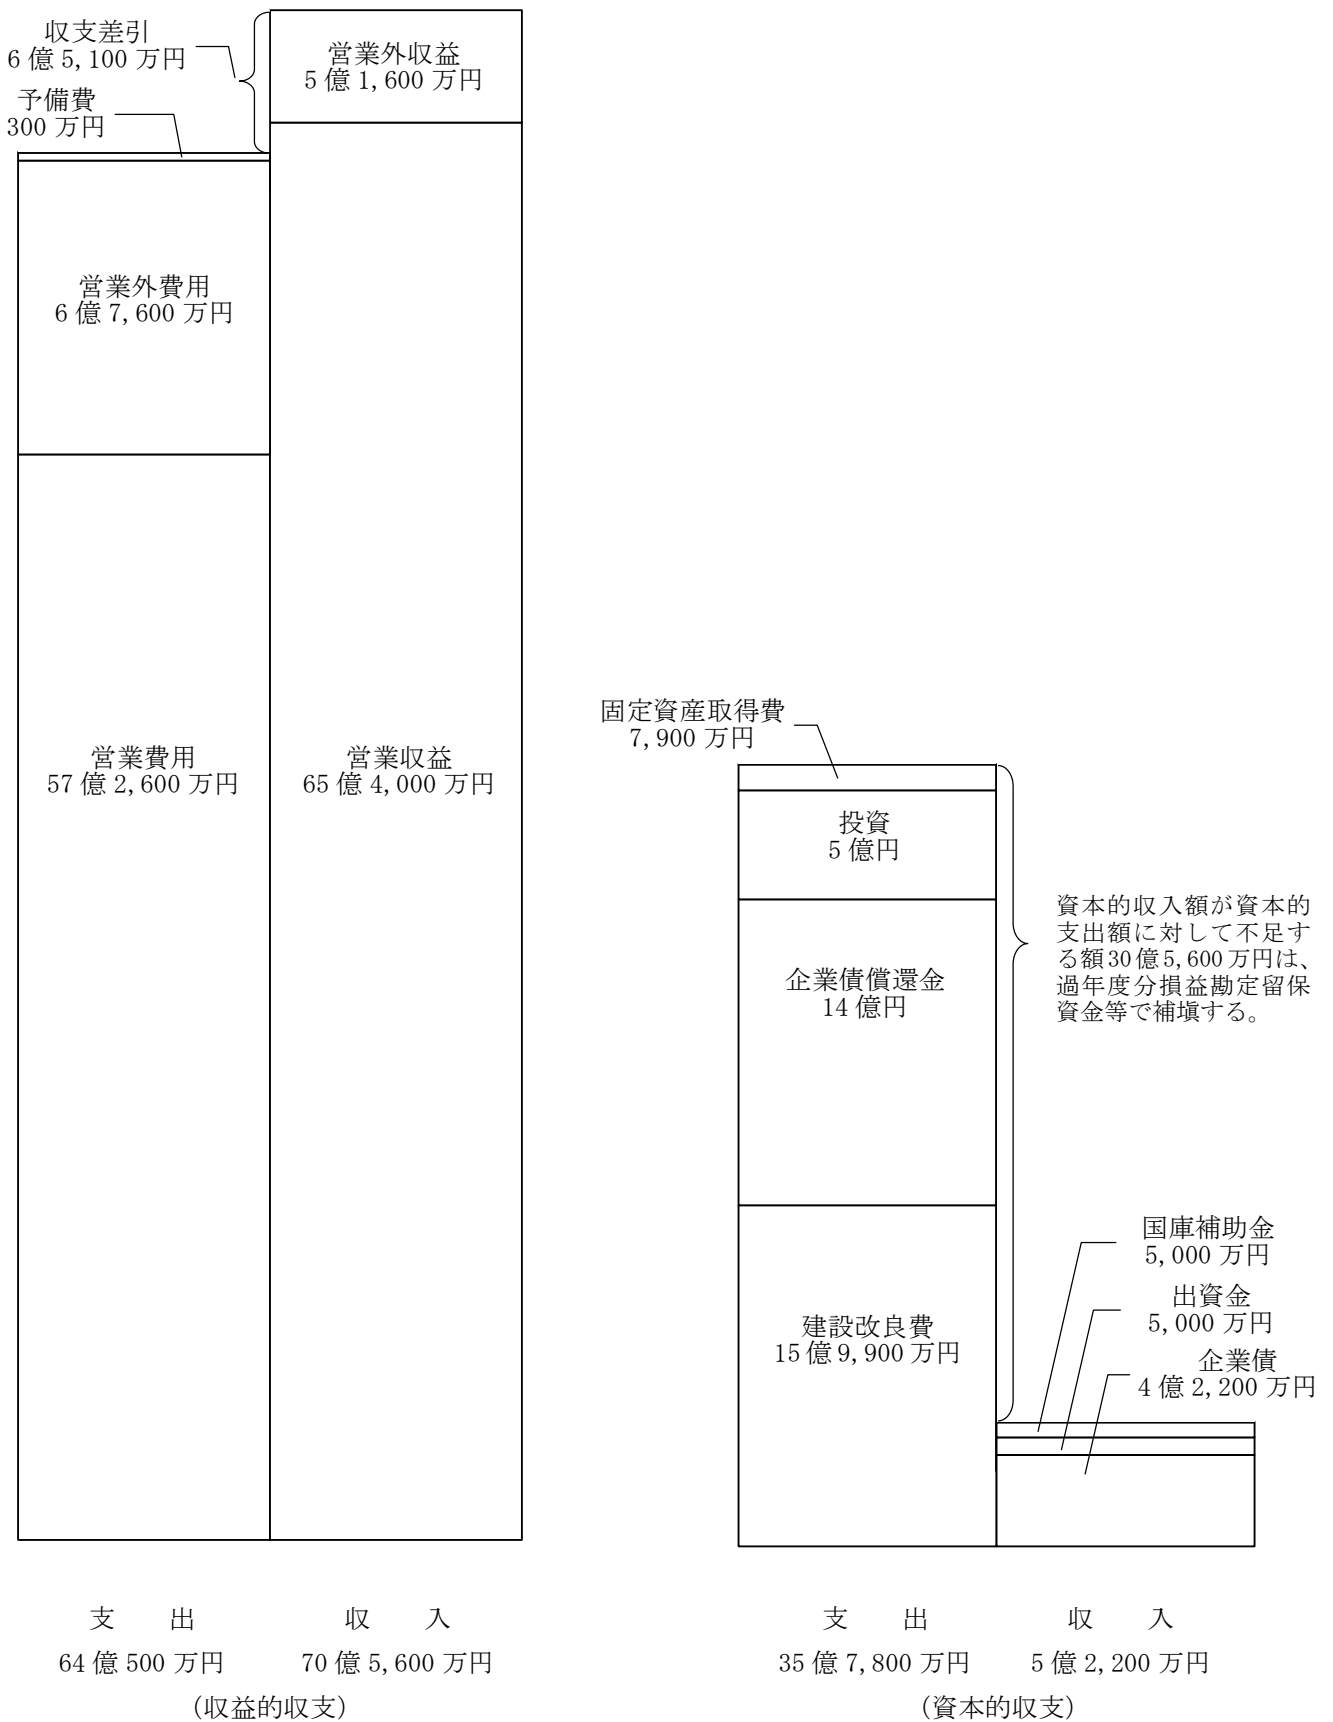 収支差引
6億5,100万円
予備費
300万円
営業外収益
5億1,600万円
営業外費用
6億7,600万円
営業費用
57億2,600万円
営業収益
65億4,000万円
支　出
64億500万円
収　入
70億5,600万円
(収益的収支)
固定資産取得費
7,900万円
投資
5億円
企業債償還金
14億円
建設改良費
15億9,900万円
資本的収入額が資本的
支出額に対して不足す
る額30億5,600万円は、
過年度分損益勘定留保
資金等で補塡する。
国庫補助金
5,000万円
出資金
5,000万円
企業債
4億2,200万円
支　出
35億7,800万円
収　入
5億2,200万円
(資本的収支)